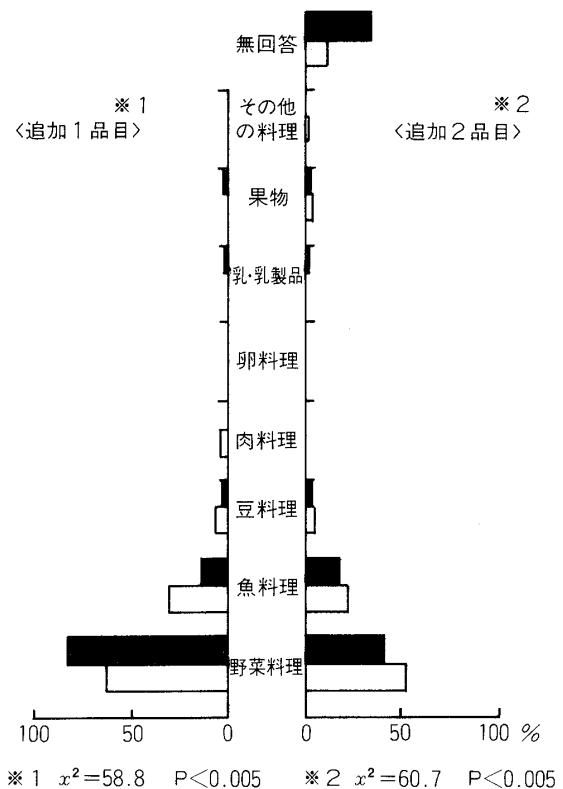 無回答
※1
〈追加1品目〉
その他
の料理
※2
〈追加2品目〉
果物
乳・乳製品
卵料理
肉料理
豆料理
魚料理
野菜料理
100 50 0 0 50 100 %
※1 x²=58.8 P<0.005 ※2 x²=60.7 P<0.005